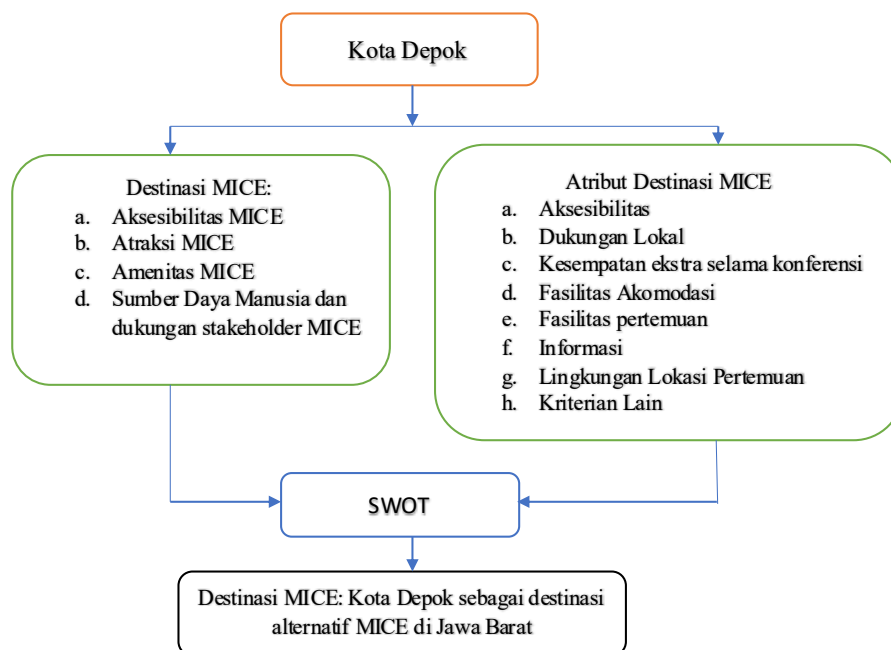 Kota Depok
Destinasi MICE:
a. Aksesibilitas MICE
b. Atraksi MICE
c. Amenitas MICE
d. Sumber Daya Manusia dan
dukungan stakeholder MICE
Atribut Destinasi MICE
a. Aksesibilitas
b. Dukungan Lokal
c. Kesempatan ekstra selama konferensi
d. Fasilitas Akomodasi
e. Fasilitas pertemuan
f. Informasi
g. Lingkungan Lokasi Pertemuan
h. Kriterian Lain
SWOT
Destinasi MICE: Kota Depok sebagai destinasi
alternatif MICE di Jawa Barat